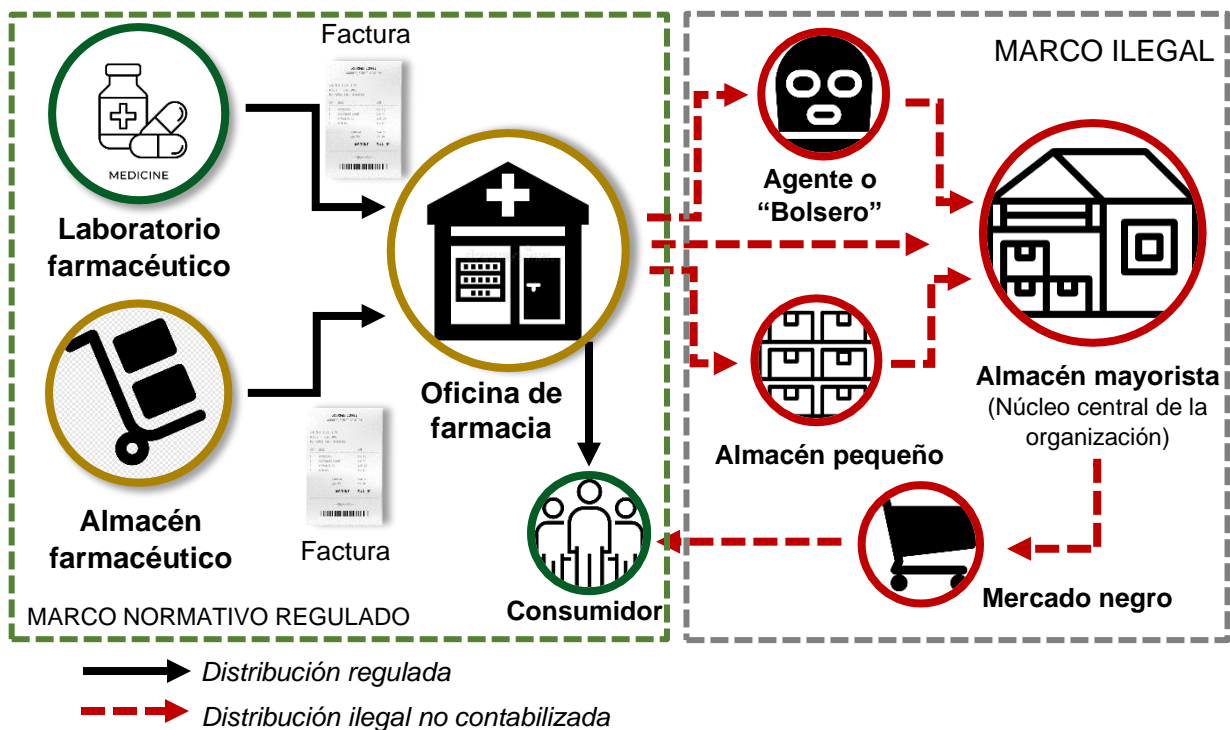 Factura
MARCO ILEGAL
MEDICINE
Laboratorio
farmacéutico
Agente o
“Bolsero”
Oficina de
farmacia
Almacén mayorista
(Núcleo central de la
organización)
Almacén pequeño
Almacén
farmacéutico
Factura
Consumidor
Mercado negro
MARCO NORMATIVO REGULADO
Distribución regulada
Distribución ilegal no contabilizada